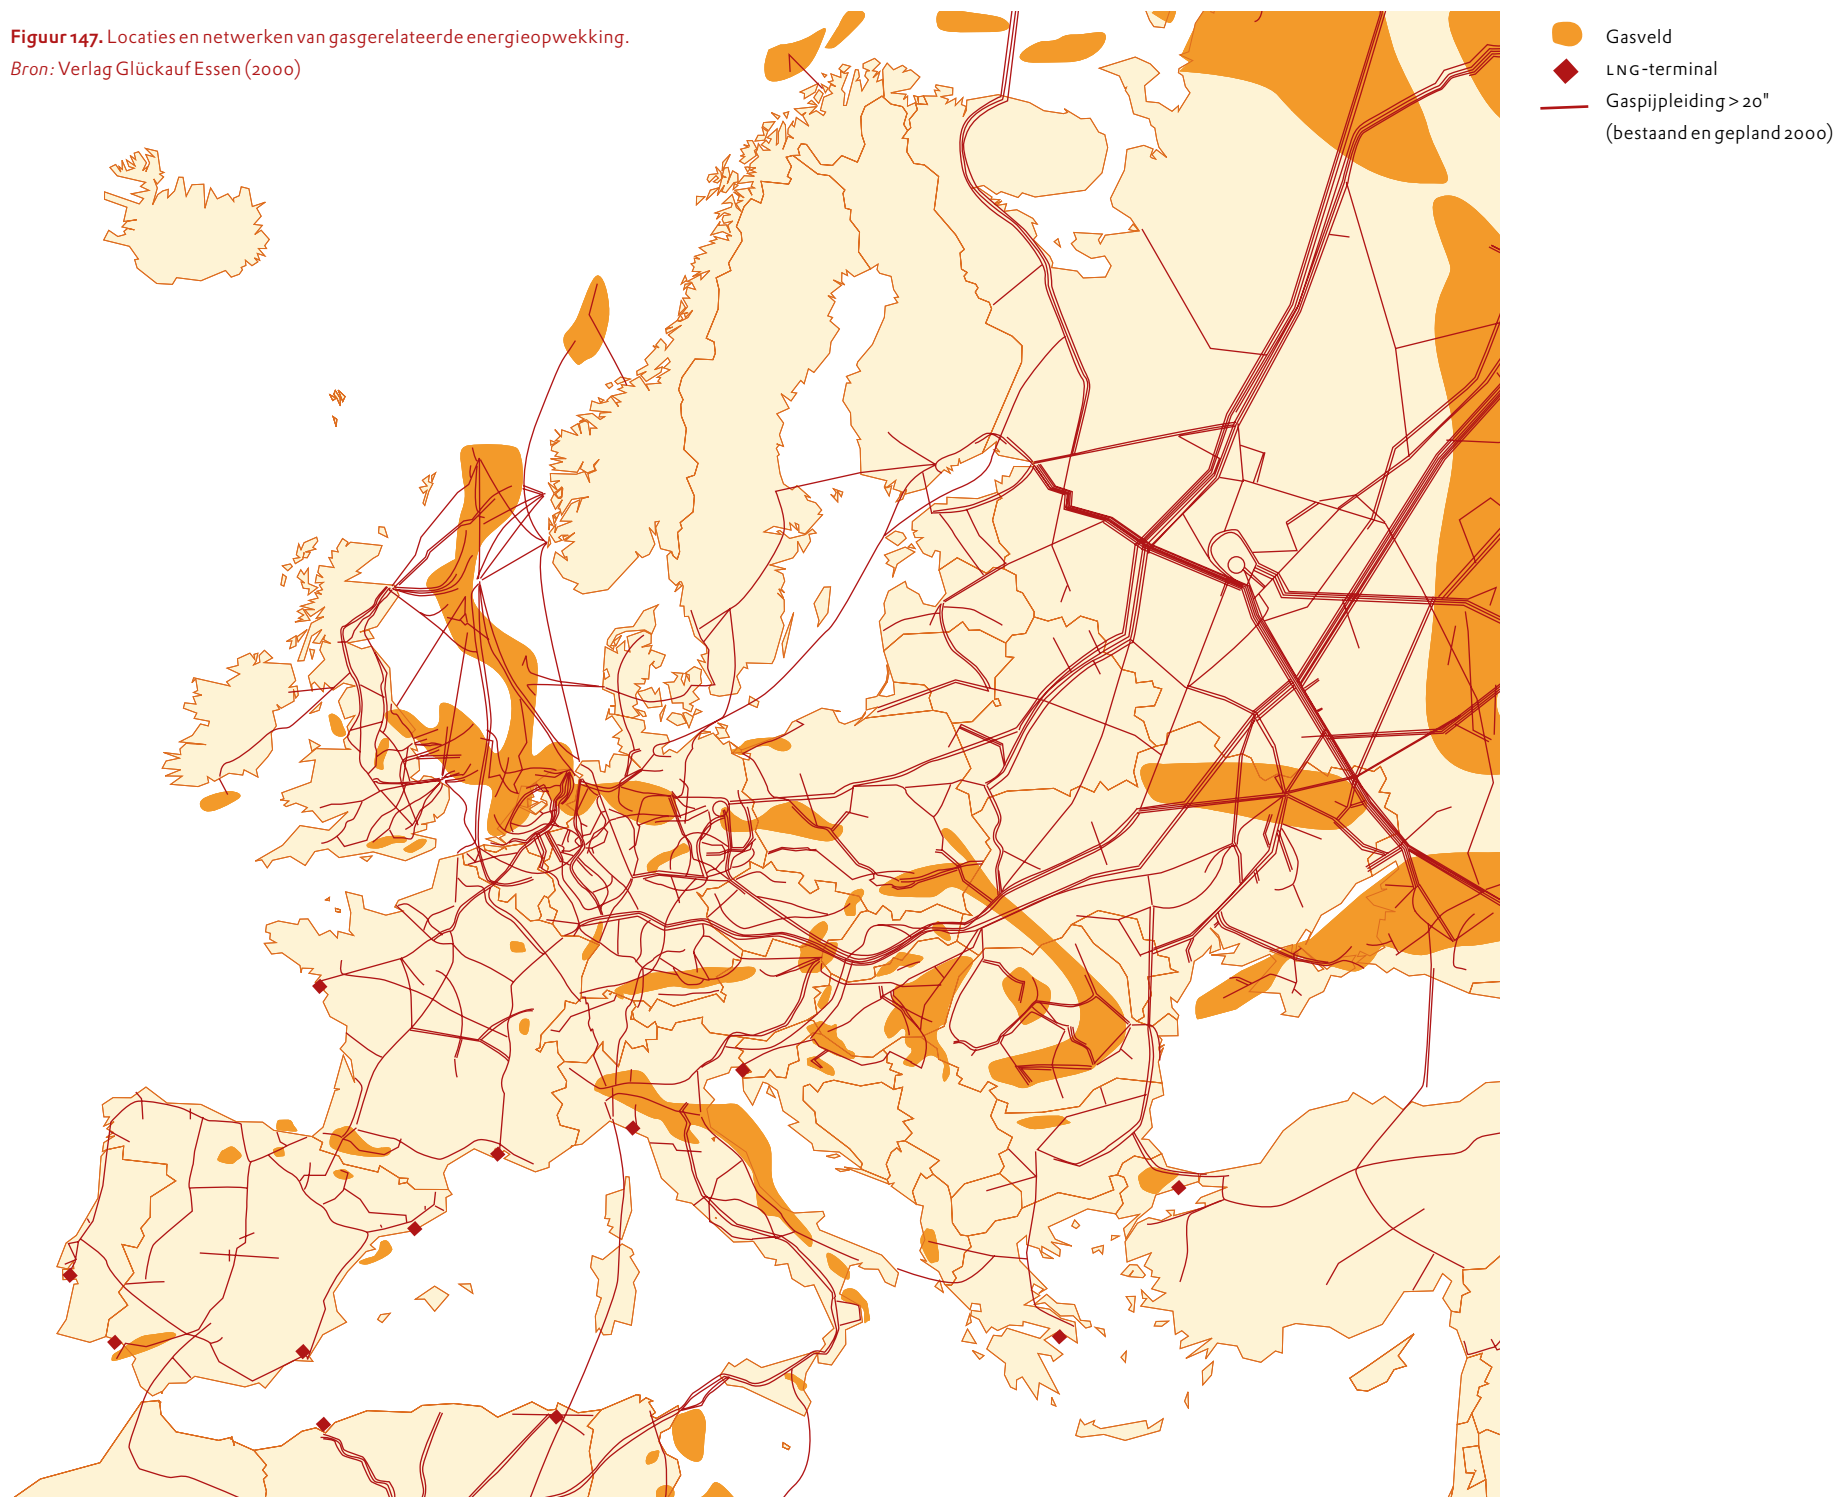 Figuur 147. Locaties en netwerken van gasgerelateerde energieopwekking.
Bron: Verlag Glückauf Essen (2000)
Gasveld
LNG-terminal
Gaspijpleiding > 20"
(bestaand en gepland 2000)